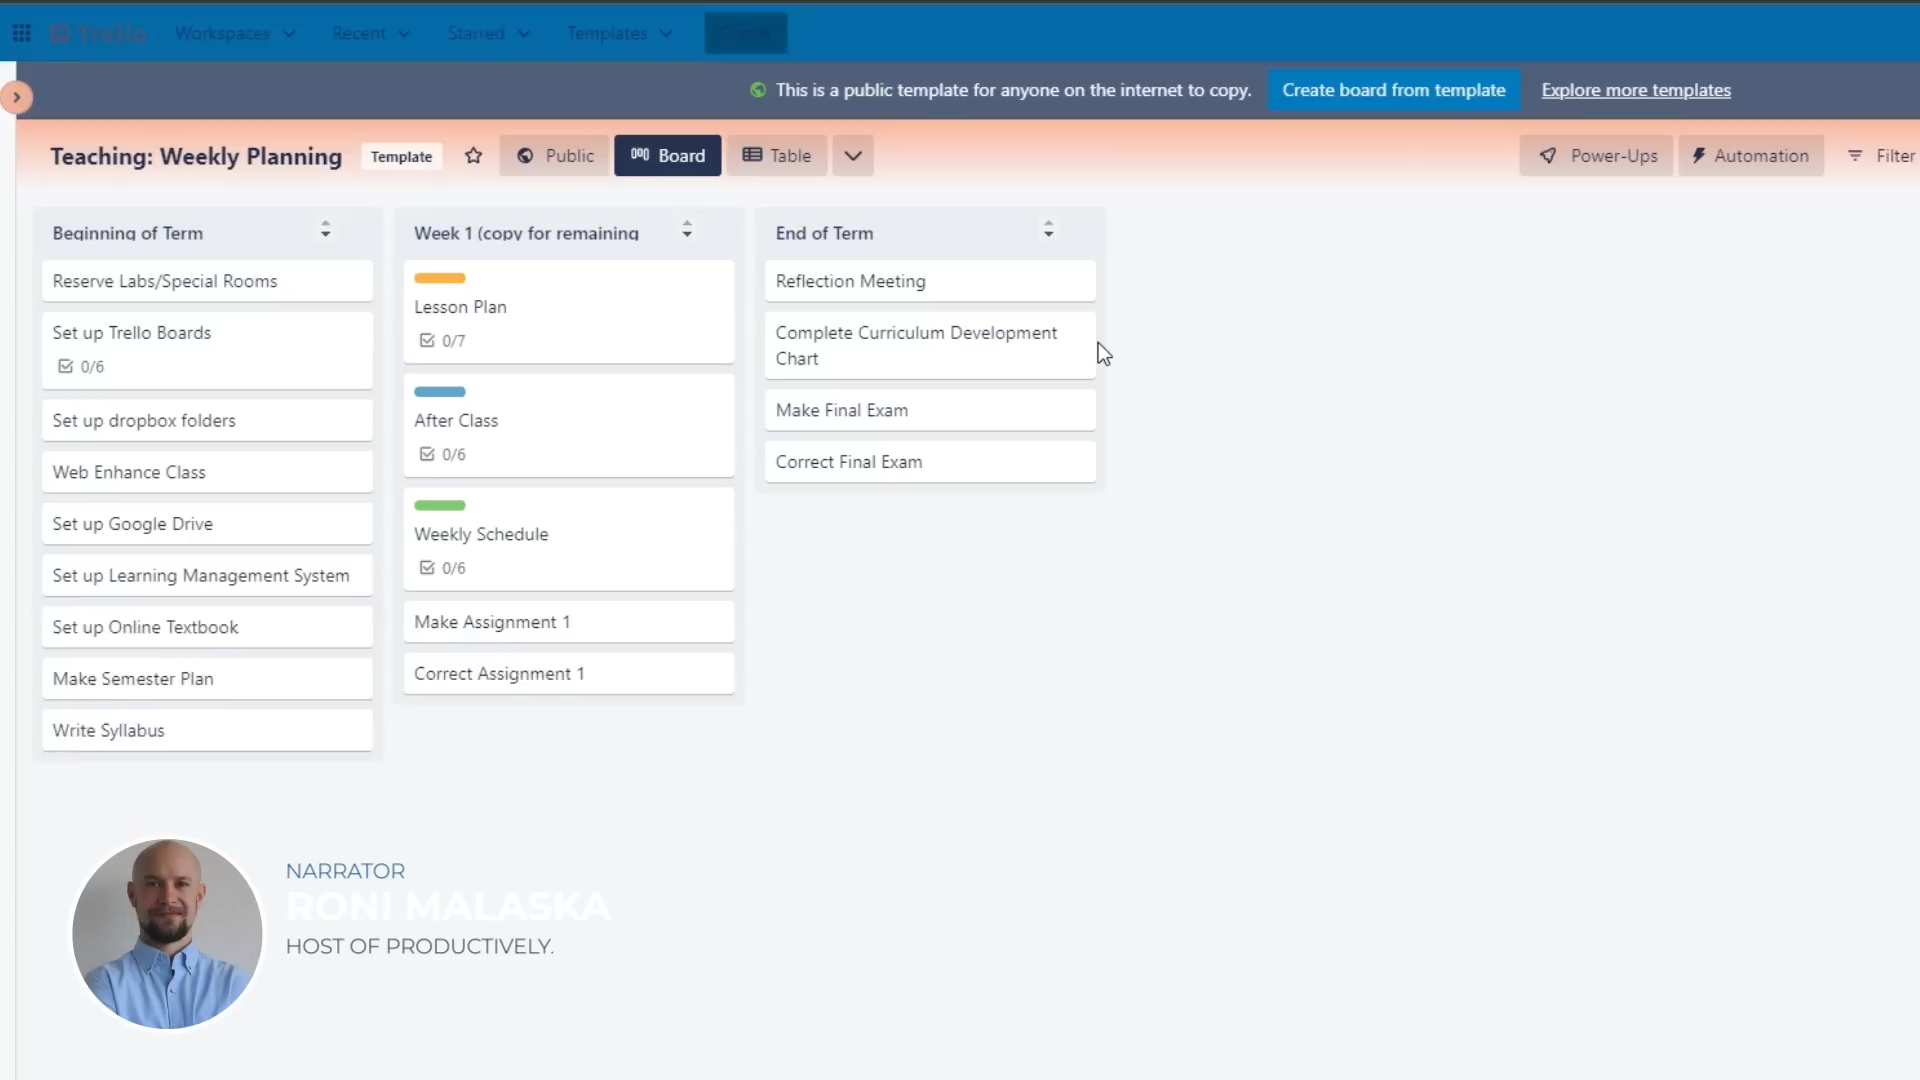 Trello Workspaces Recent Starred Templates
This is a public template for anyone on the internet to copy. Create board from template Explore more templates
Teaching: Weekly Planning Template Public Board Table Power-Ups Automation Filter
Beginning of Term
Reserve Labs/Special Rooms
Set up Trello Boards
0/6
Set up dropbox folders
Web Enhance Class
Set up Google Drive
Set up Learning Management System
Set up Online Textbook
Make Semester Plan
Write Syllabus
Week 1 (copy for remaining
Lesson Plan
0/7
After Class
0/6
Weekly Schedule
0/6
Make Assignment 1
Correct Assignment 1
End of Term
Reflection Meeting
Complete Curriculum Development
Chart
Make Final Exam
Correct Final Exam
NARRATOR
RONI MALASKA
HOST OF PRODUCTIVELY.